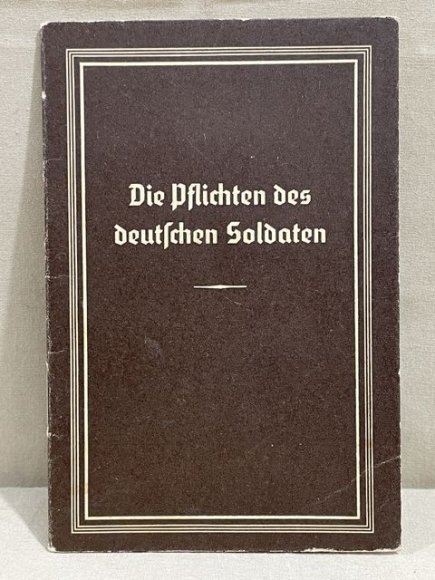 Die Pflichten des
deutſchen Soldaten